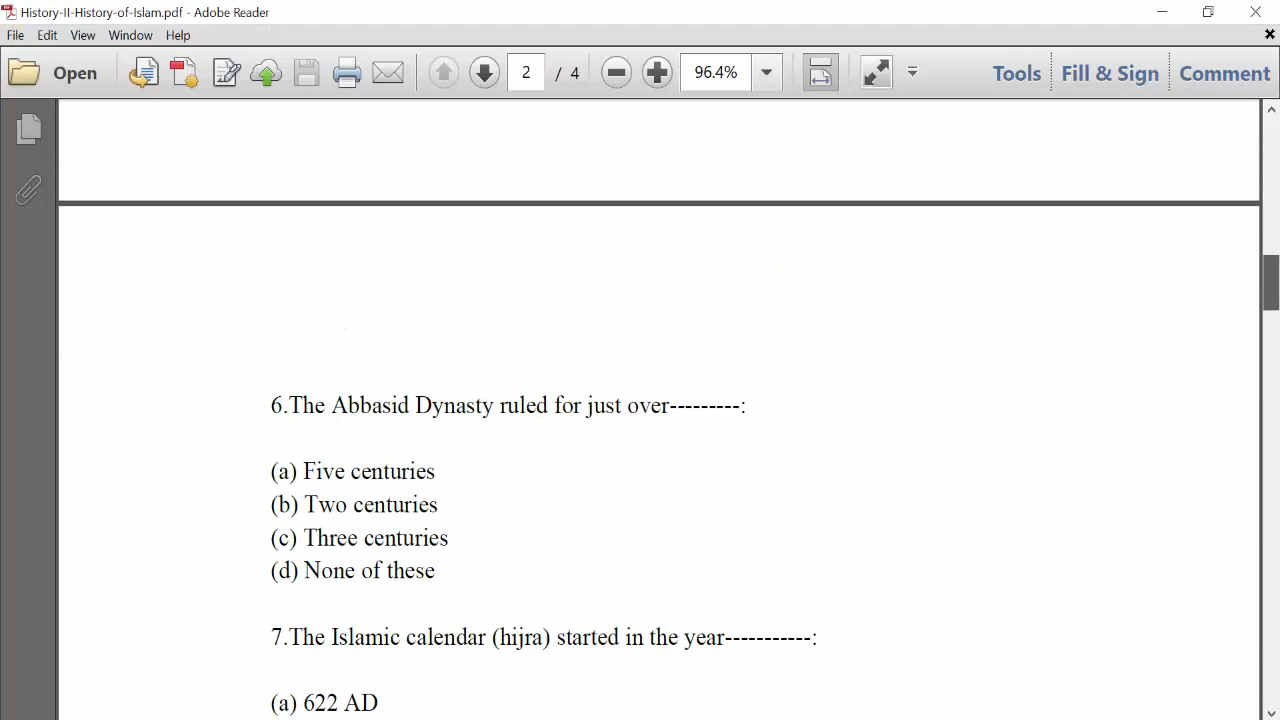 History-II-History-of-Islam.pdf - Adobe Reader
File Edit View Window Help
Open 2 / 4 96.4% Tools Fill & Sign Comment
6.The Abbasid Dynasty ruled for just over---------:
(a) Five centuries
(b) Two centuries
(c) Three centuries
(d) None of these
7.The Islamic calendar (hijra) started in the year-----------:
(a) 622 AD